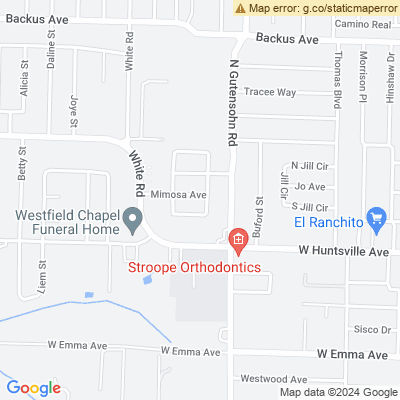 Map error: g.co/staticmaperror
Backus Ave
Backus Ave
Camino Real
Daline St
White Rd
Alicia St
Joye St
N Gutensohn Rd
Tracee Way
Thomas Blvd
Morrison Pl
Hinshaw Dr
Betty St
White Rd
Mimosa Ave
N Jill Cir
Jill Cir
Jo Ave
S Jill Cir
Buford St
El Ranchito
Westfield Chapel
Funeral Home
W Huntsville Ave
Stroope Orthodontics
Liem St
Sisco Dr
W Emma Ave
W Emma Ave
W Emma Ave
Westwood Ave
Google
Map data ©2024 Google